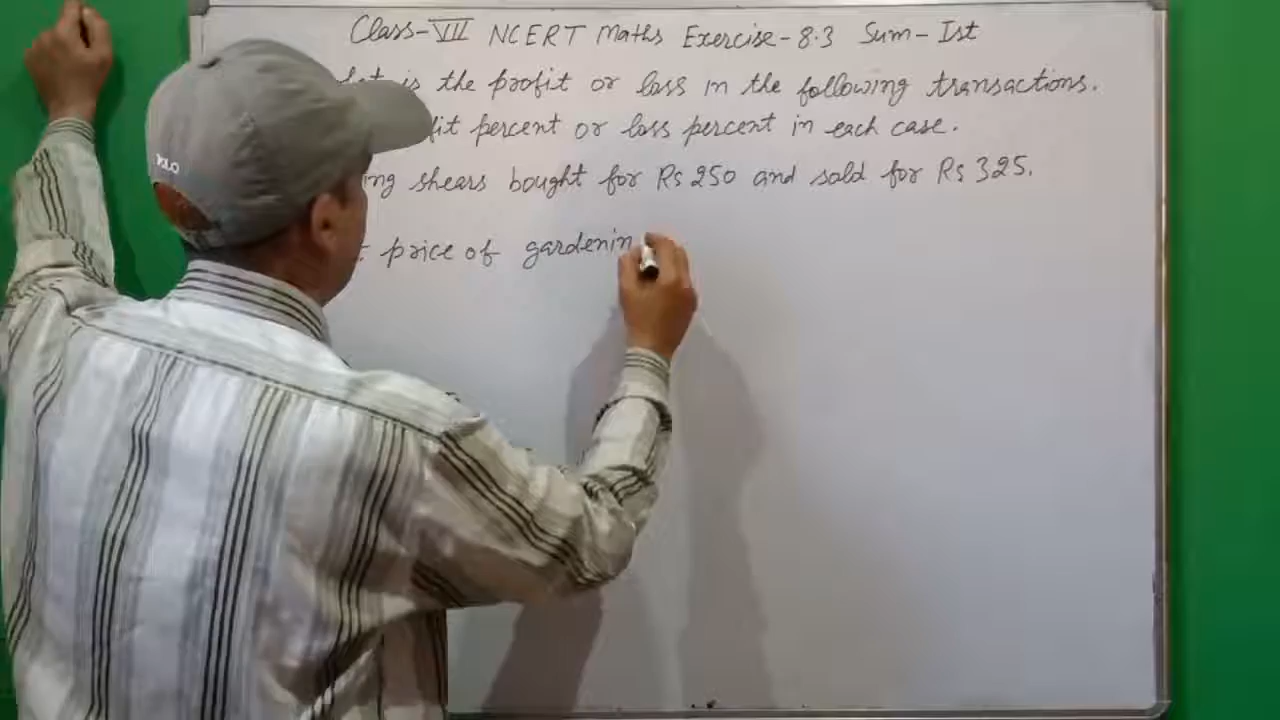 Class-VII NCERT Maths Exercise-8.3 Sum-Ist
is the profit or loss in the following transactions.
percent or loss percent in each case.
shears bought for Rs 250 and sold for Rs 325.
price of gardenin
POLO